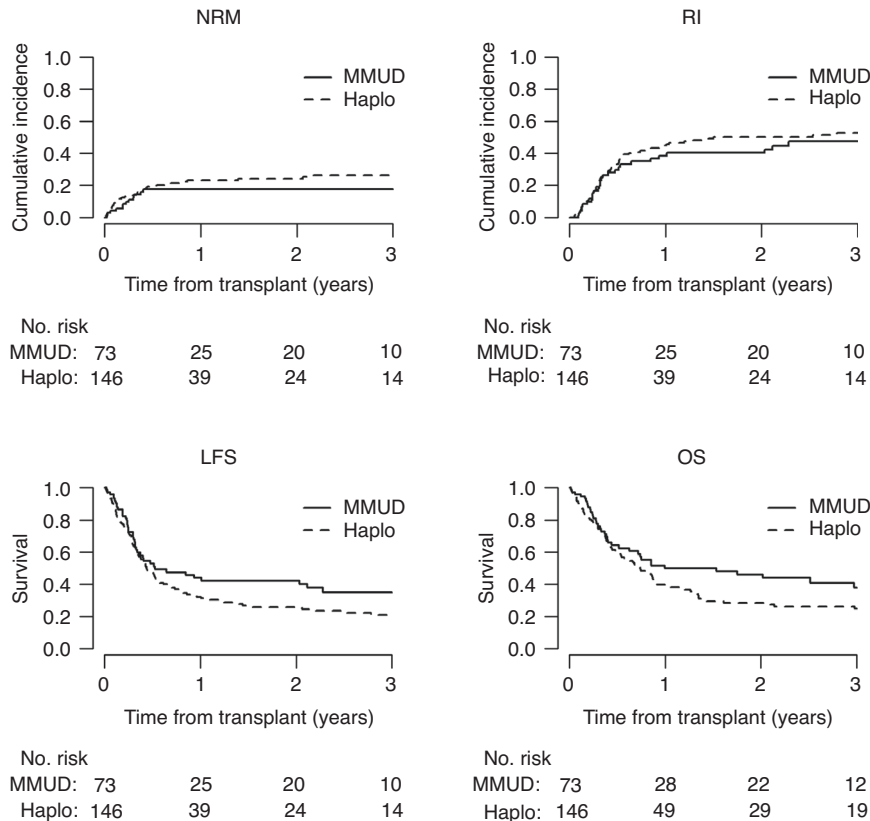 NRM
1.0
0.8
0.6
0.4
0.2
0.0
Cumulative incidence
MMUD
Haplo
0 1 2 3
Time from transplant (years)
No. risk
MMUD: 73 25 20 10
Haplo: 146 39 24 14
RI
1.0
0.8
0.6
0.4
0.2
0.0
Cumulative incidence
MMUD
Haplo
0 1 2 3
Time from transplant (years)
No. risk
MMUD: 73 25 20 10
Haplo: 146 39 24 14
LFS
1.0
0.8
0.6
0.4
0.2
0.0
Survival
MMUD
Haplo
0 1 2 3
Time from transplant (years)
No. risk
MMUD: 73 25 20 10
Haplo: 146 39 24 14
OS
1.0
0.8
0.6
0.4
0.2
0.0
Survival
MMUD
Haplo
0 1 2 3
Time from transplant (years)
No. risk
MMUD: 73 28 22 12
Haplo: 146 49 29 19